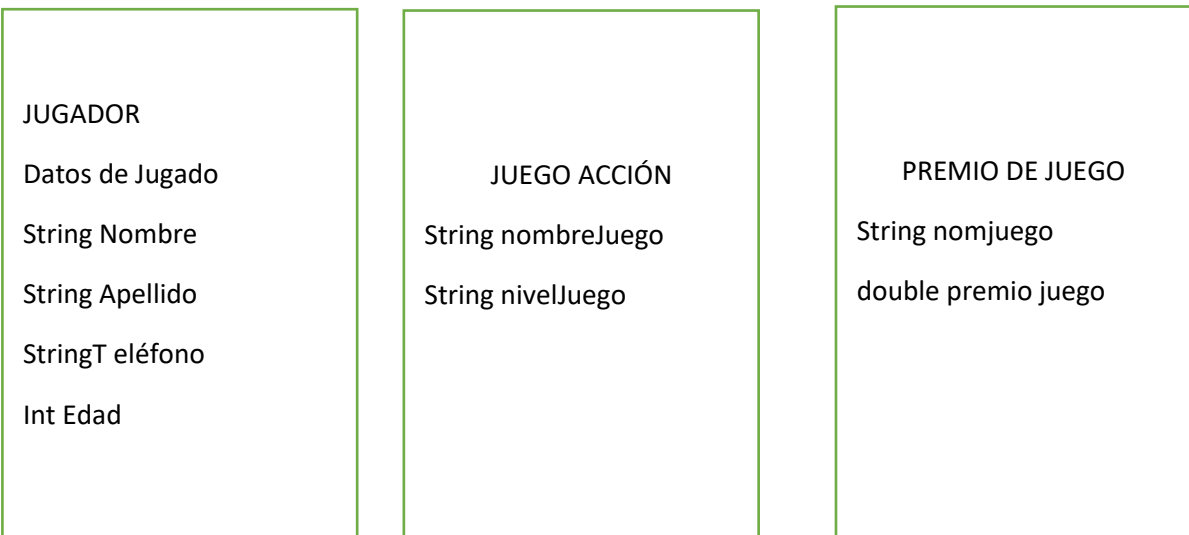 JUGADOR
Datos de Jugado
String Nombre
String Apellido
StringT eléfono
Int Edad
JUEGO ACCIÓN
String nombreJuego
String nivelJuego
PREMIO DE JUEGO
String nomjuego
double premio juego